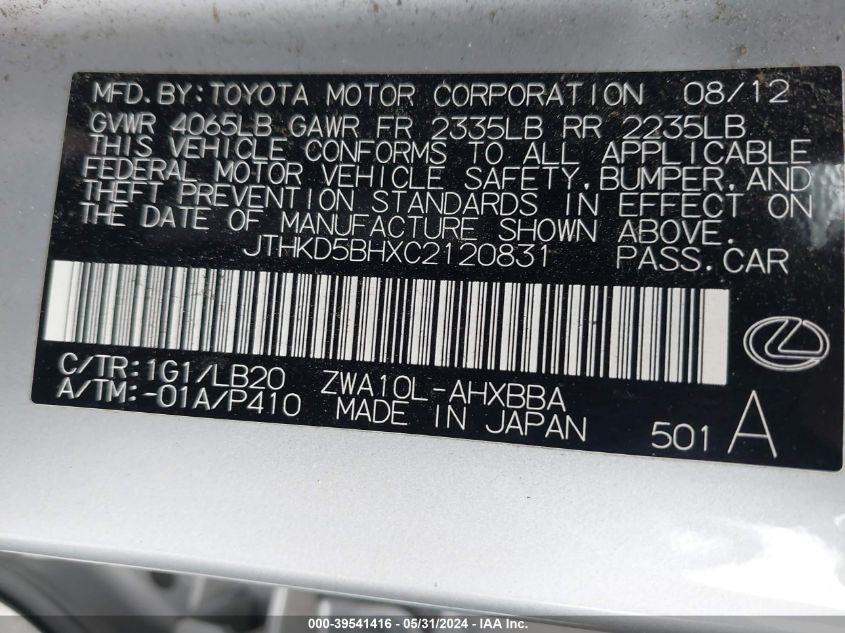 MFD.BY:TOYOTA MOTOR CORPORATION 08/12
GVWR 4065LB GAWR FR 2335LB RR 2235LB
THIS VEHICLE CONFORMS TO ALL APPLICABLE
FEDERAL MOTOR VEHICLE SAFETY,BUMPER,AND
THEFT PREVENTION STANDARDS IN EFFECT ON
THE DATE OF MANUFACTURE SHOWN ABOVE.
JTHKD5BHXC2120831 PASS.CAR
C/TR:1G1/LB20 ZWA10L-AHXBBA
A/TM:-01A/P410 MADE IN JAPAN 501 A
000-39541416 - 05/31/2024 - IAA Inc.